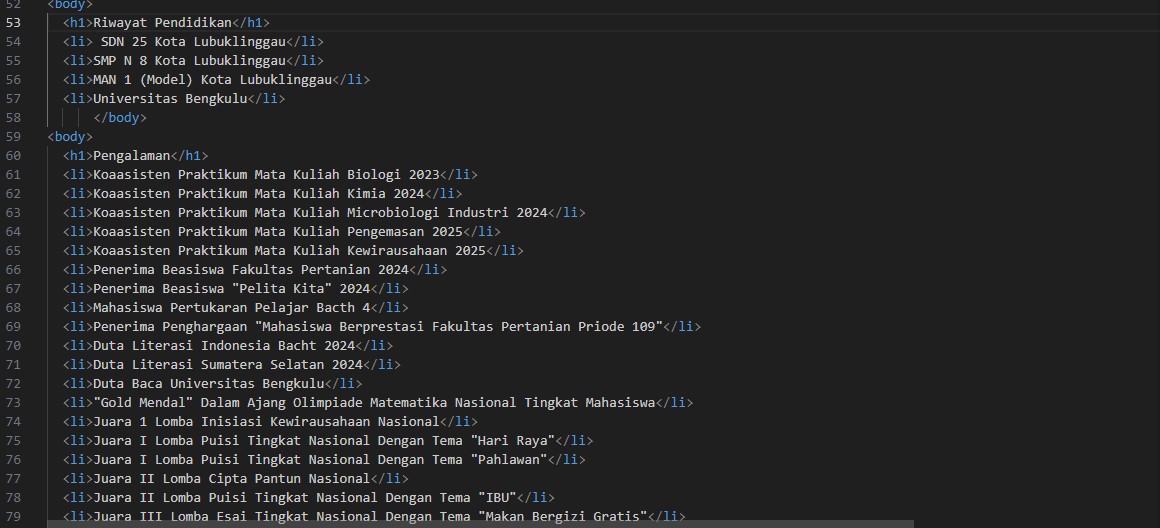 52 <body>
53 <h1>Riwayat Pendidikan</h1>
54 <li> SDN 25 Kota Lubuklinggau</li>
55 <li>SMP N 8 Kota Lubuklinggau</li>
56 <li>MAN 1 (Model) Kota Lubuklinggau</li>
57 <li>Universitas Bengkulu</li>
58 </body>
59 <body>
60 <h1>Pengalaman</h1>
61 <li>Koaasisten Praktikum Mata Kuliah Biologi 2023</li>
62 <li>Koaasisten Praktikum Mata Kuliah Kimia 2024</li>
63 <li>Koaasisten Praktikum Mata Kuliah Microbiologi Industri 2024</li>
64 <li>Koaasisten Praktikum Mata Kuliah Pengemasan 2025</li>
65 <li>Koaasisten Praktikum Mata Kuliah Kewirausahaan 2025</li>
66 <li>Penerima Beasiswa Fakultas Pertanian 2024</li>
67 <li>Penerima Beasiswa "Pelita Kita" 2024</li>
68 <li>Mahasiswa Pertukaran Pelajar Bacth 4</li>
69 <li>Penerima Penghargaan "Mahasiswa Berprestasi Fakultas Pertanian Priode 109"</li>
70 <li>Duta Literasi Indonesia Bacht 2024</li>
71 <li>Duta Literasi Sumatera Selatan 2024</li>
72 <li>Duta Baca Universitas Bengkulu</li>
73 <li>"Gold Mendal" Dalam Ajang Olimpiade Matematika Nasional Tingkat Mahasiswa</li>
74 <li>Juara 1 Lomba Inisiasi Kewirausahaan Nasional</li>
75 <li>Juara I Lomba Puisi Tingkat Nasional Dengan Tema "Hari Raya"</li>
76 <li>Juara I Lomba Puisi Tingkat Nasional Dengan Tema "Pahlawan"</li>
77 <li>Juara II Lomba Cipta Pantun Nasional</li>
78 <li>Juara II Lomba Puisi Tingkat Nasional Dengan Tema "IBU"</li>
79 <li>Juara III Lomba Esai Tingkat Nasional Dengan Tema "Makan Bergizi Gratis"</li>